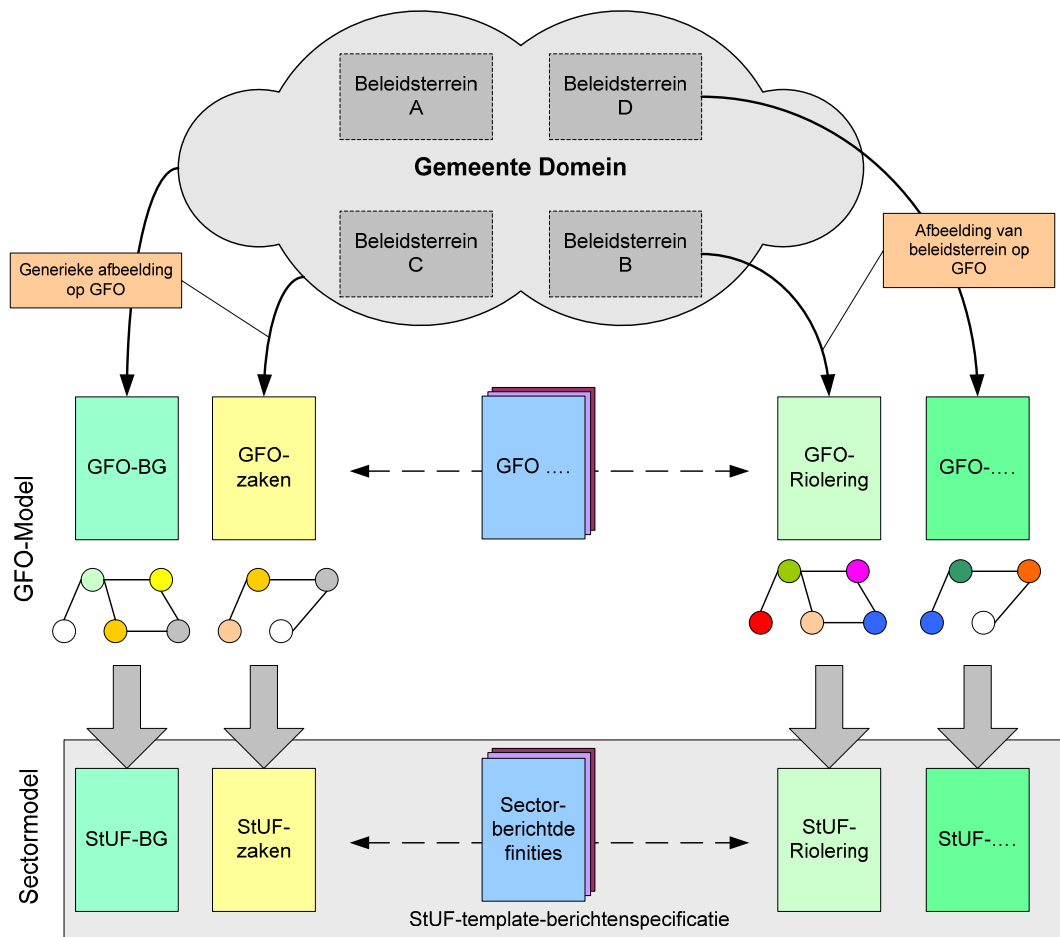 Beleidsterrein
A
Beleidsterrein
D
Gemeente Domein
Beleidsterrein
C
Beleidsterrein
B
Generieke afbeelding
op GFO
Afbeelding van
beleidsterrein op
GFO
GFO-Model
GFO-BG
GFO-
zaken
GFO ....
GFO-
Riolering
GFO-....
Sectormodel
StUF-BG
StUF-
zaken
Sector-
berichtde
finities
StUF-
Riolering
StUF-....
StUF-template-berichtenspecificatie